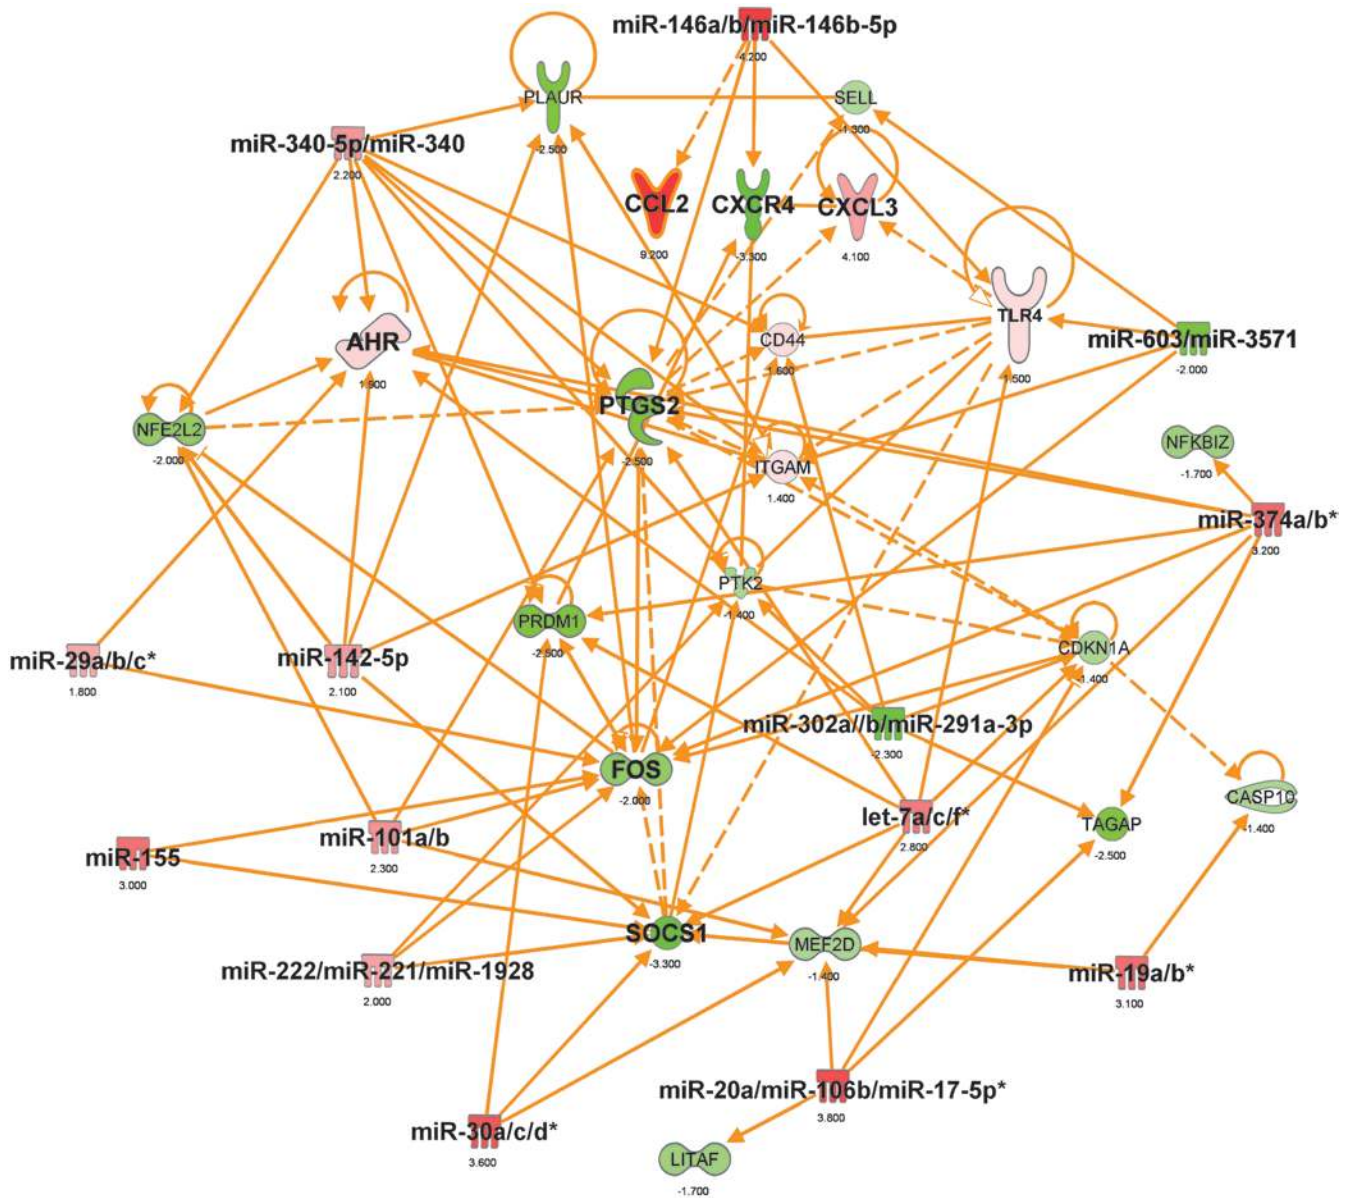 miR-146a/b/miR-146b-5p
4.200
PLAUR
-2.500
SELL
-1.300
miR-340-5p/miR-340
2.200
CCL2
9.200
CXCR4
-3.300
CXCL3
4.100
TLR4
1.500
miR-603/miR-3571
-2.000
AHR
1.900
CD44
1.600
PTGS2
-2.500
NFE2L2
-2.000
NFKBIZ
-1.700
ITGAM
1.400
miR-374a/b*
3.200
PTK2
-1.400
PRDM1
-2.500
CDKN1A
-1.400
miR-29a/b/c*
1.800
miR-142-5p
2.100
miR-302a//b/miR-291a-3p
-2.300
FOS
-2.000
CASP10
-1.400
let-7a/c/f*
2.800
TAGAP
-2.500
miR-101a/b
2.300
miR-155
3.000
SOCS1
-3.300
MEF2D
-1.400
miR-222/miR-221/miR-1928
2.000
miR-19a/b*
3.100
miR-20a/miR-106b/miR-17-5p*
3.800
miR-30a/c/d*
3.600
LITAF
-1.700